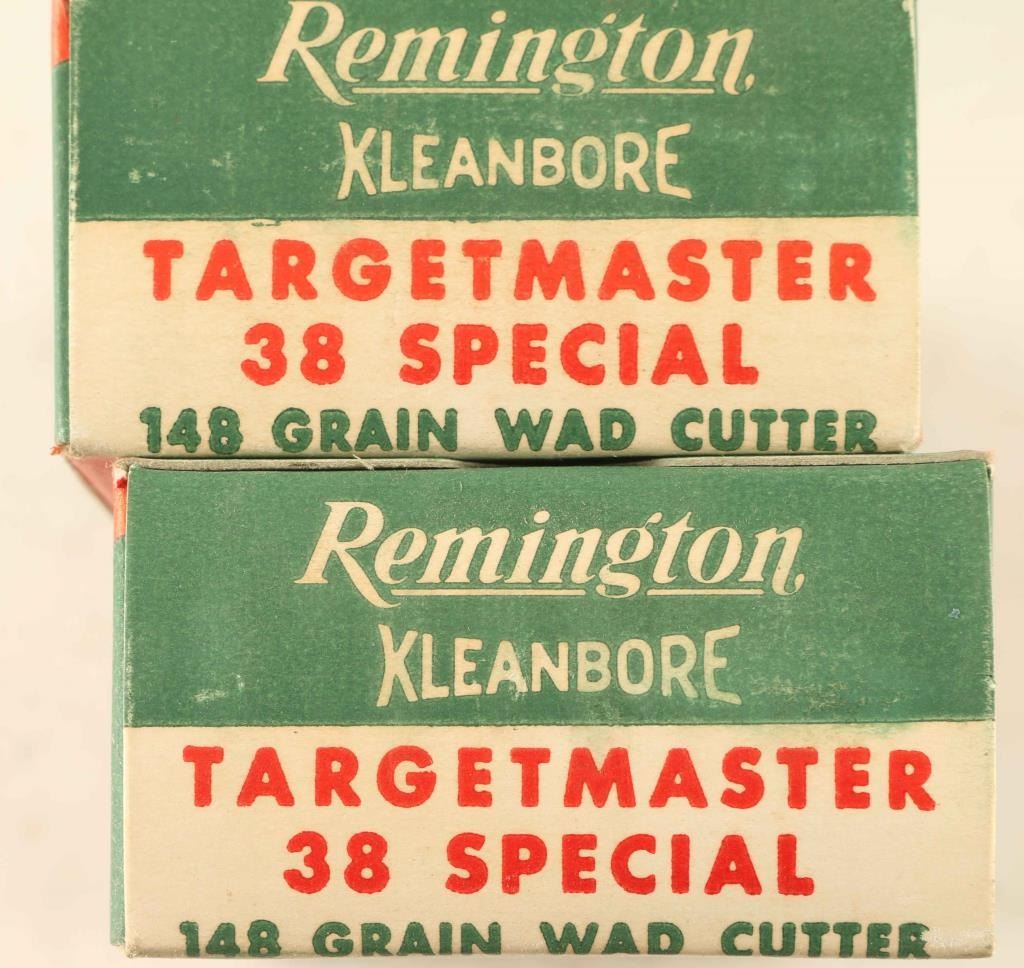 Remington
KLEANBORE
TARGETMASTER
38 SPECIAL
148 GRAIN WAD CUTTER
Remington
KLEANBORE
TARGETMASTER
38 SPECIAL
148 GRAIN WAD CUTTER